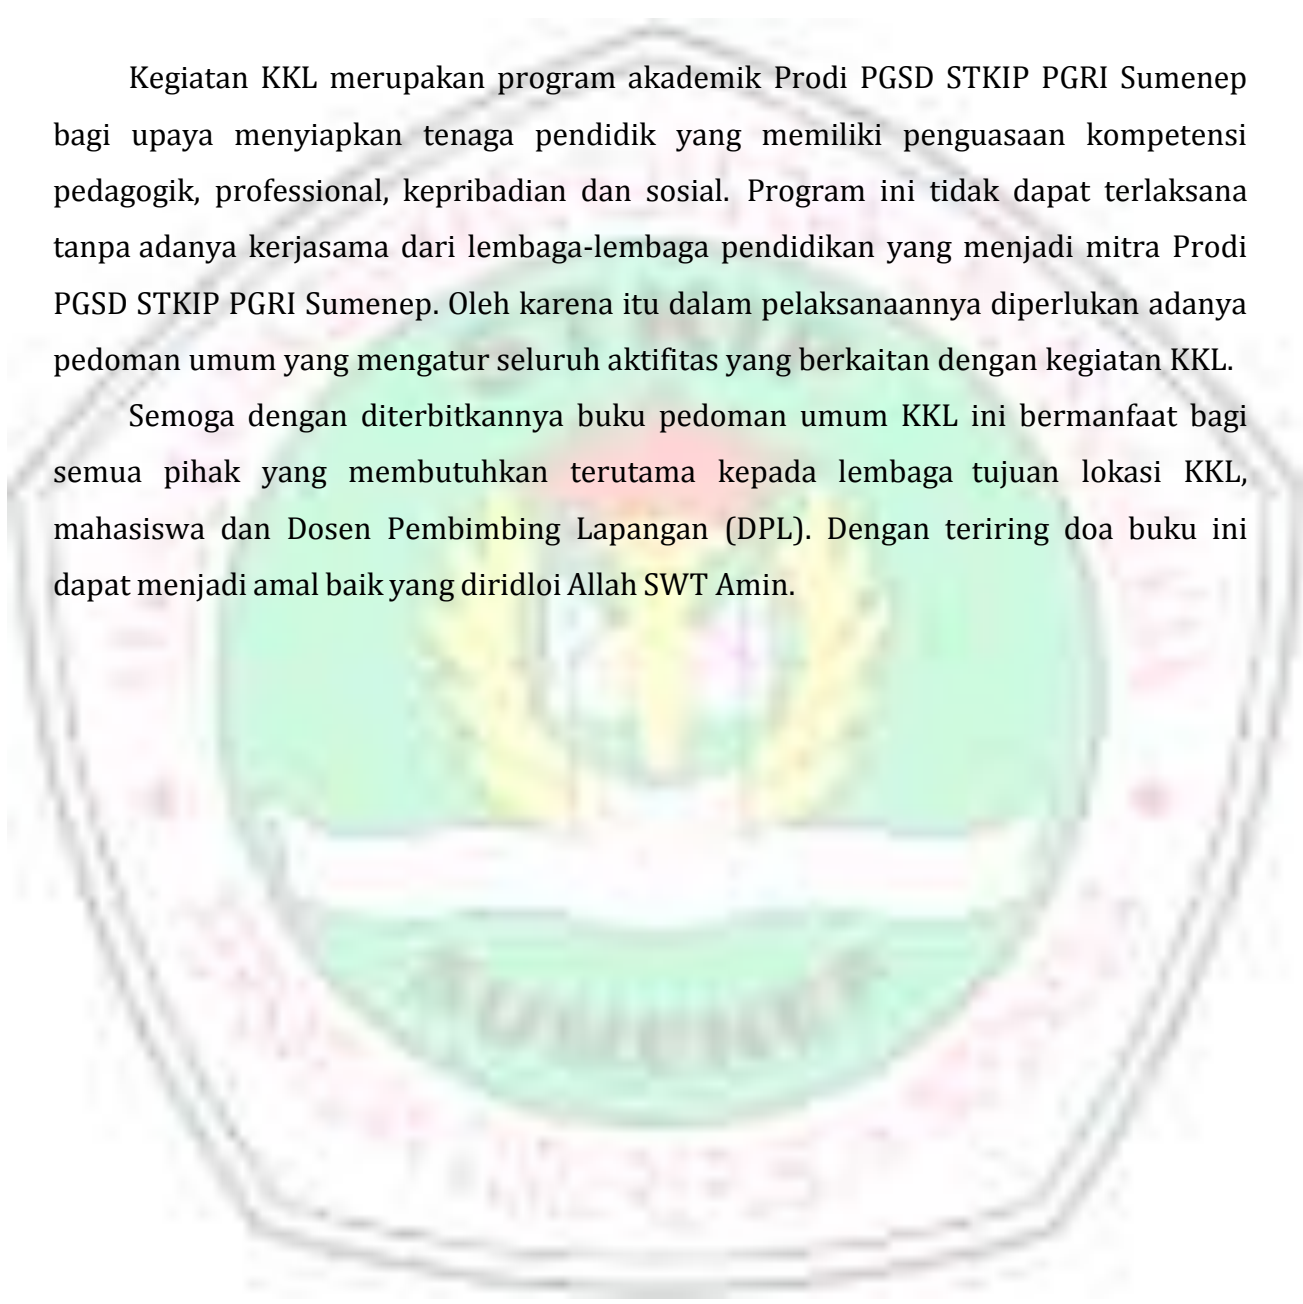 Kegiatan KKL merupakan program akademik Prodi PGSD STKIP PGRI Sumenep
bagi upaya menyiapkan tenaga pendidik yang memiliki penguasaan kompetensi
pedagogik, professional, kepribadian dan sosial. Program ini tidak dapat terlaksana
tanpa adanya kerjasama dari lembaga-lembaga pendidikan yang menjadi mitra Prodi
PGSD STKIP PGRI Sumenep. Oleh karena itu dalam pelaksanaannya diperlukan adanya
pedoman umum yang mengatur seluruh aktifitas yang berkaitan dengan kegiatan KKL.
Semoga dengan diterbitkannya buku pedoman umum KKL ini bermanfaat bagi
semua pihak yang membutuhkan terutama kepada lembaga tujuan lokasi KKL,
mahasiswa dan Dosen Pembimbing Lapangan (DPL). Dengan teriring doa buku ini
dapat menjadi amal baik yang diridloi Allah SWT Amin.
STKIP
SUMENEP